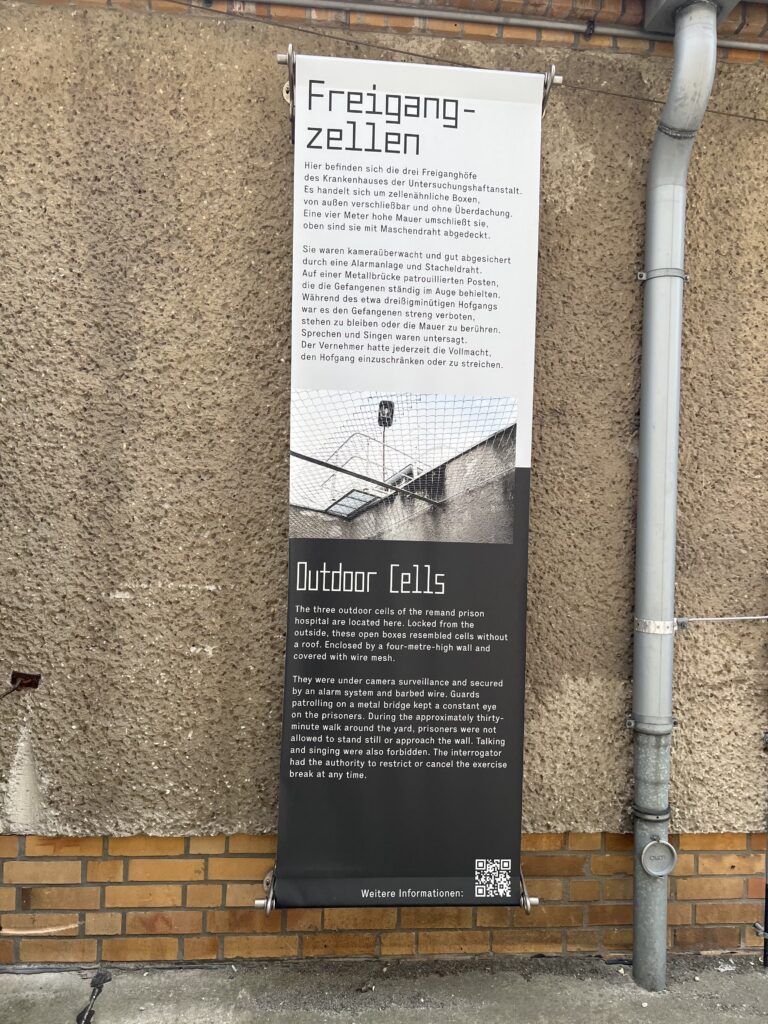 Freigang-
zellen
Hier befinden sich die drei Freiganghöfe
des Krankenhauses der Untersuchungshaftanstalt.
Es handelt sich um zellenähnliche Boxen,
von außen verschließbar und ohne Überdachung.
Eine vier Meter hohe Mauer umschließt sie,
oben sind sie mit Maschendraht abgedeckt.
Sie waren kameraüberwacht und gut abgesichert
durch eine Alarmanlage und Stacheldraht.
Auf einer Metallbrücke patrouillierten Posten,
die die Gefangenen ständig im Auge behielten.
Während des etwa dreißigminütigen Hofgangs
war es den Gefangenen streng verboten,
stehen zu bleiben oder die Mauer zu berühren.
Sprechen und Singen waren untersagt.
Der Vernehmer hatte jederzeit die Vollmacht,
den Hofgang einzuschränken oder zu streichen.
Outdoor Cells
The three outdoor cells of the remand prison
hospital are located here. Locked from the
outside, these open boxes resembled cells without
a roof. Enclosed by a four-metre-high wall and
covered with wire mesh.
They were under camera surveillance and secured
by an alarm system and barbed wire. Guards
patrolling on a metal bridge kept a constant eye
on the prisoners. During the approximately thirty-
minute walk around the yard, prisoners were not
allowed to stand still or approach the wall. Talking
and singing were also forbidden. The interrogator
had the authority to restrict or cancel the exercise
break at any time.
Weitere Informationen: